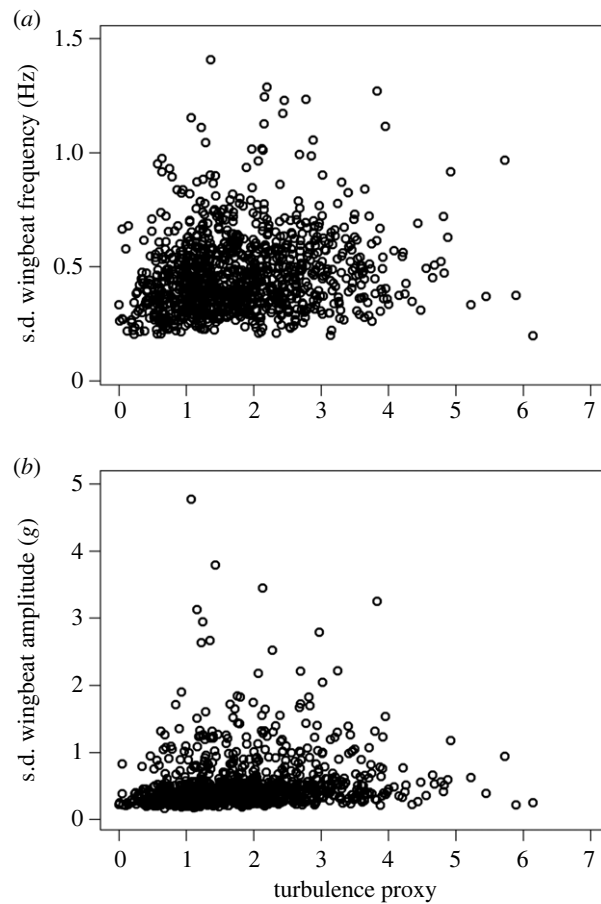 (a)
1.5
1.0
0.5
0
s.d. wingbeat frequency (Hz)
0 1 2 3 4 5 6 7
(b)
5
4
3
2
1
0
s.d. wingbeat amplitude (g)
0 1 2 3 4 5 6 7
turbulence proxy